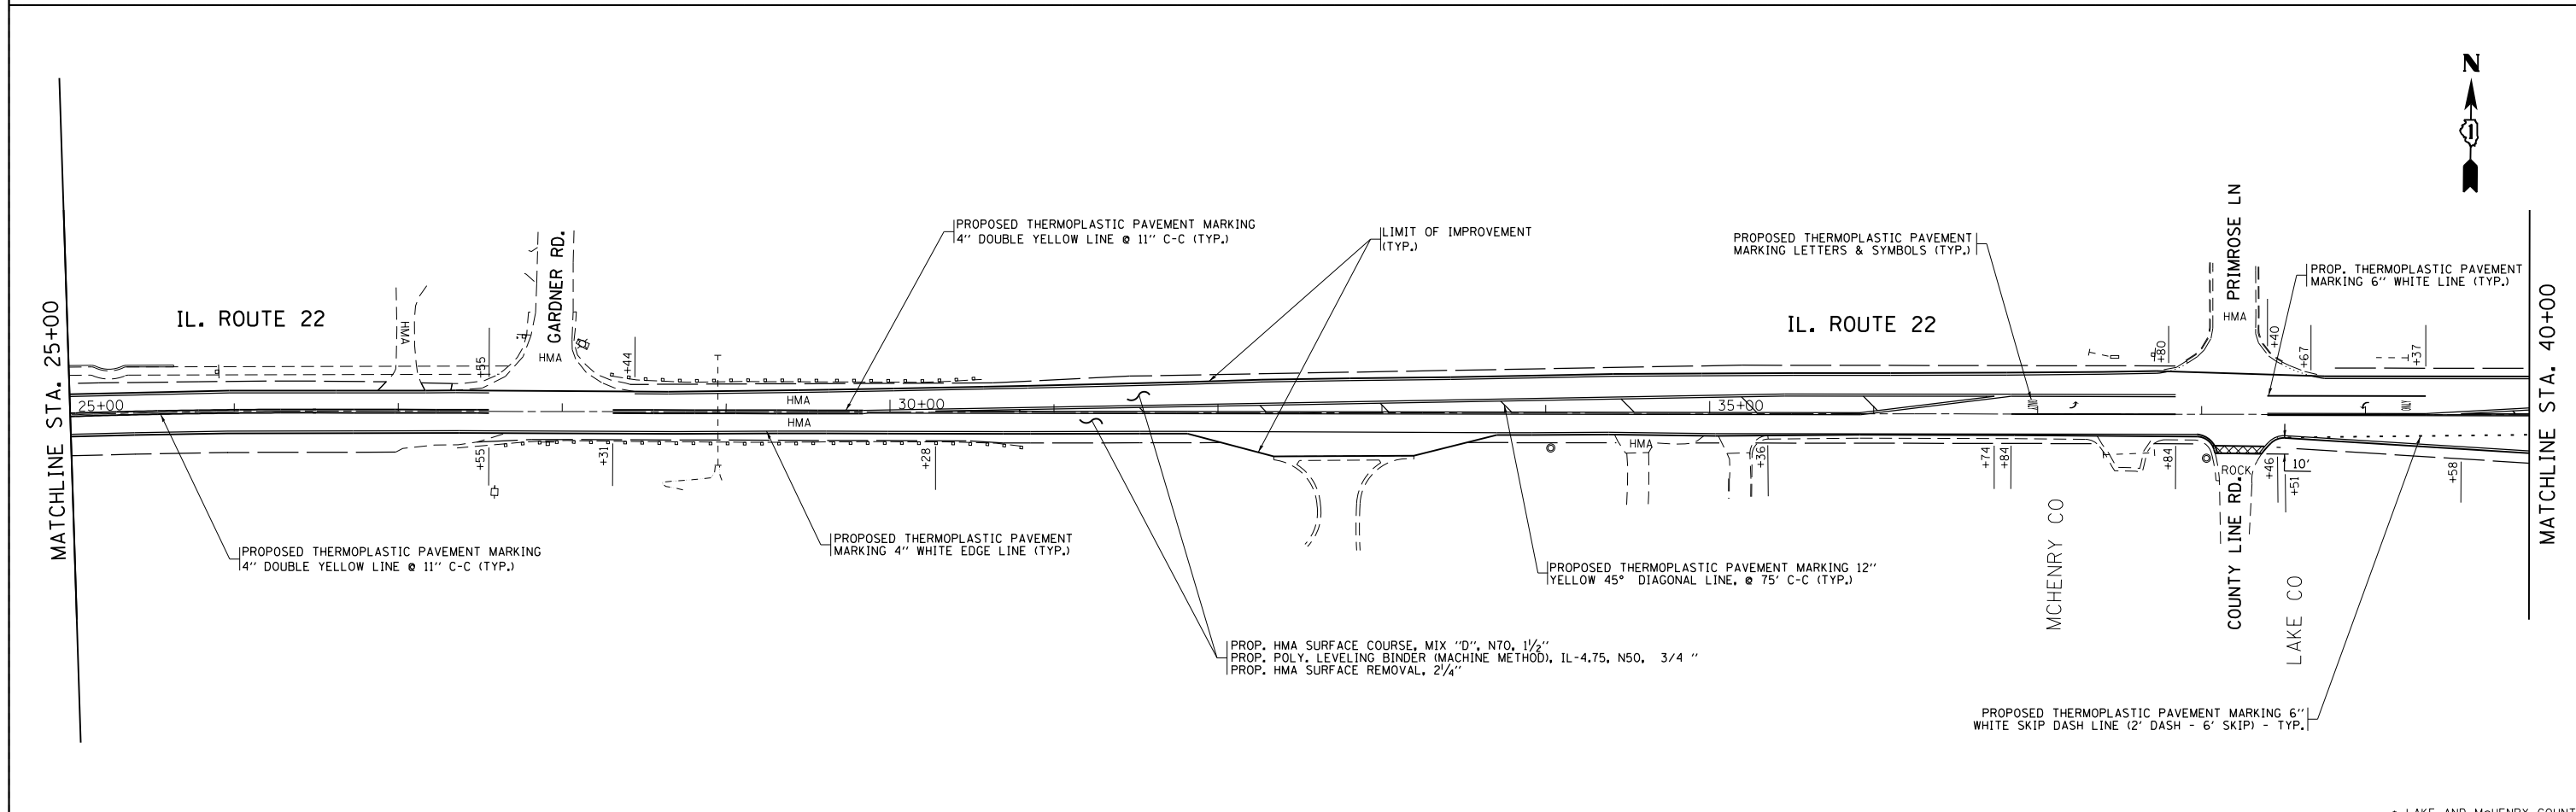 N
1
PROPOSED THERMOPLASTIC PAVEMENT MARKING
4" DOUBLE YELLOW LINE @ 11" C-C (TYP.)
LIMIT OF IMPROVEMENT
(TYP.)
PROPOSED THERMOPLASTIC PAVEMENT
MARKING LETTERS & SYMBOLS (TYP.)
PROP. THERMOPLASTIC PAVEMENT
MARKING 6" WHITE LINE (TYP.)
PRIMROSE LN
GARDNER RD.
IL. ROUTE 22
IL. ROUTE 22
MATCHLINE STA. 25+00
MATCHLINE STA. 40+00
HMA
HMA
HMA
+55
+44
+80
+40
+67
+37
25+00
30+00
35+00
HMA
HMA
HMA
ONLY
ONLY
+55
+31
+28
+36
+74
+84
+84
ROCK
+46
10'
+51
+58
COUNTY LINE RD.
MCHENRY CO
LAKE CO
PROPOSED THERMOPLASTIC PAVEMENT MARKING
4" DOUBLE YELLOW LINE @ 11" C-C (TYP.)
PROPOSED THERMOPLASTIC PAVEMENT
MARKING 4" WHITE EDGE LINE (TYP.)
PROPOSED THERMOPLASTIC PAVEMENT MARKING 12"
YELLOW 45° DIAGONAL LINE, @ 75' C-C (TYP.)
PROP. HMA SURFACE COURSE, MIX "D", N70, 1½"
PROP. POLY. LEVELING BINDER (MACHINE METHOD), IL-4.75, N50, 3/4 "
PROP. HMA SURFACE REMOVAL, 2¼"
PROPOSED THERMOPLASTIC PAVEMENT MARKING 6"
WHITE SKIP DASH LINE (2' DASH - 6' SKIP) - TYP.